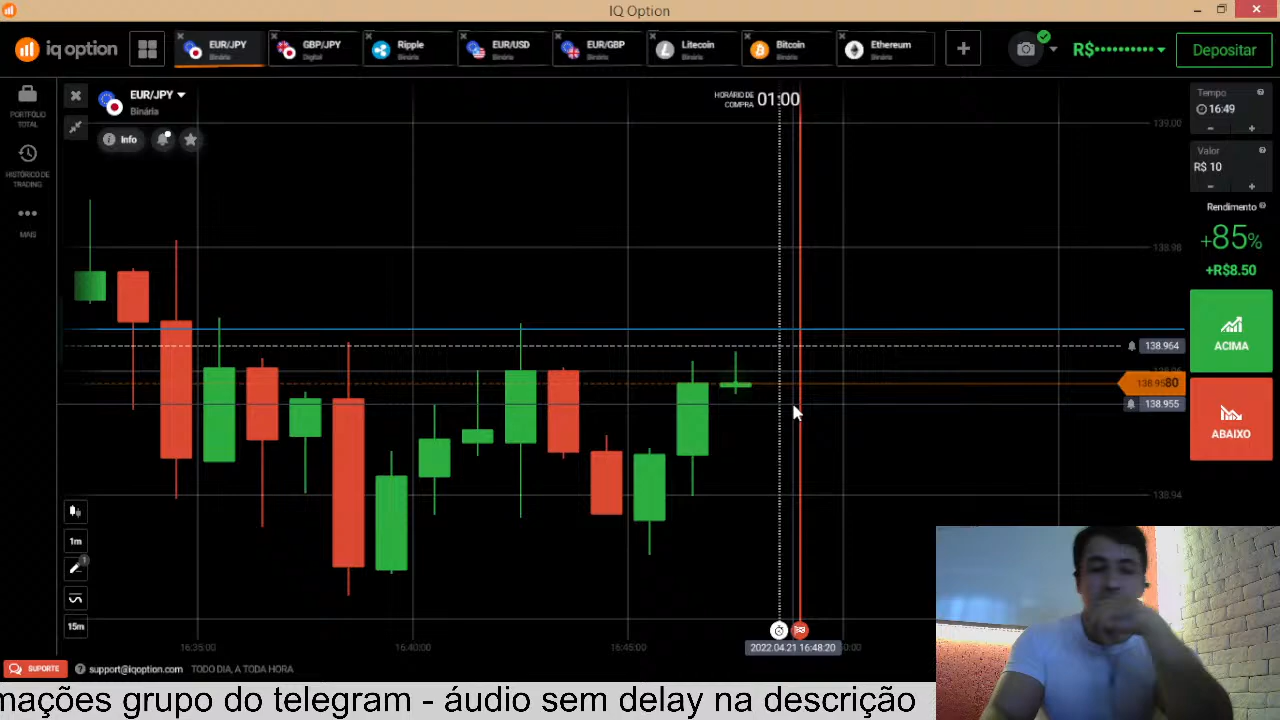 IQ Option
iq option
EUR/JPY
Binária
GBP/JPY
Digital
Ripple
Binária
EUR/USD
Binária
EUR/GBP
Binária
Litecoin
Binária
Bitcoin
Binária
Ethereum
Binária
R$••••••••••
Depositar
PORTFÓLIO
TOTAL
HISTÓRICO DE
TRADING
MAIS
EUR/JPY
Binária
Info
HORÁRIO DE
COMPRA
01:00
139.00
138.98
138.964
138.9580
138.955
138.94
Tempo
16:49
Valor
R$ 10
Rendimento
+85%
+R$8.50
ACIMA
ABAIXO
1m
1
15m
16:35:00
16:40:00
16:45:00
2022.04.21 16:48:20
SUPORTE
support@iqoption.com
TODO DIA, A TODA HORA
mações grupo do telegram - áudio sem delay na descrição